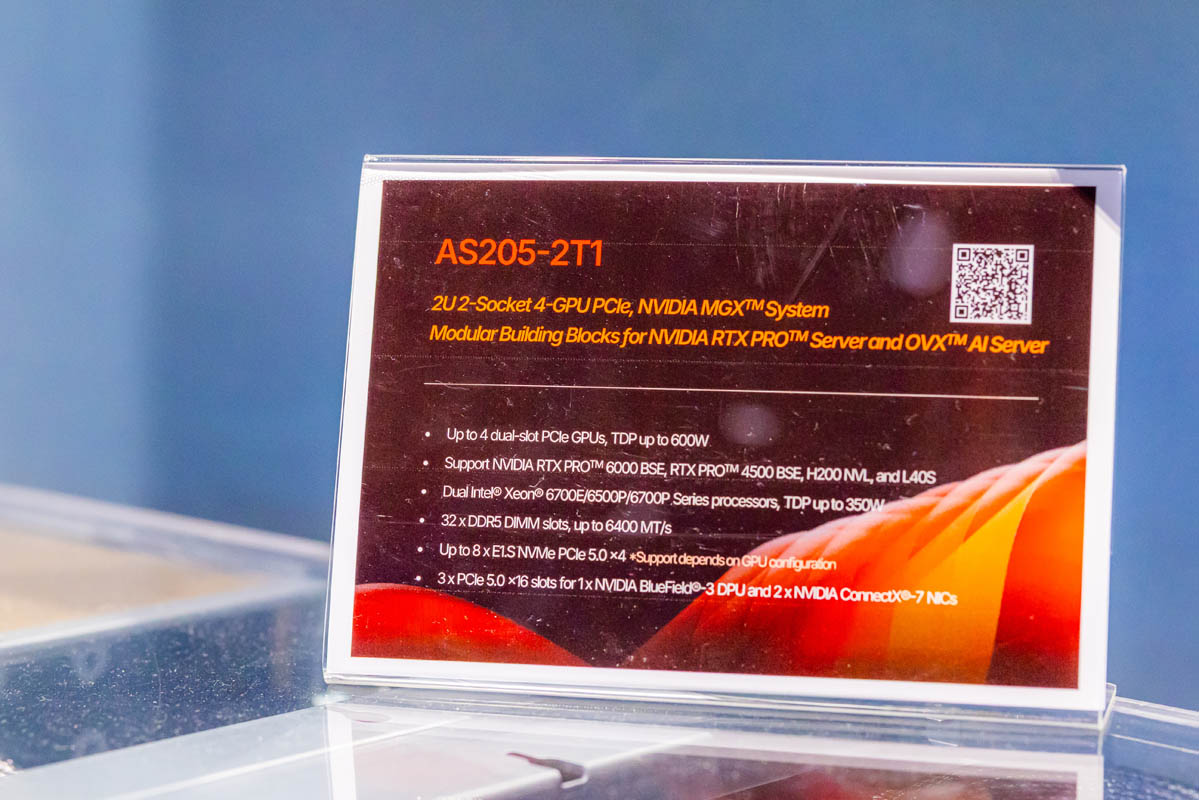 AS205-2T1
2U 2-Socket 4-GPU PCIe, NVIDIA MGX™ System
Modular Building Blocks for NVIDIA RTX PRO™ Server and OVX™ AI Server
• Up to 4 dual-slot PCIe GPUs, TDP up to 600W
• Support NVIDIA RTX PRO™ 6000 BSE, RTX PRO™ 4500 BSE, H200 NVL, and L40S
• Dual Intel® Xeon® 6700E/6500P/6700P Series processors, TDP up to 350W
• 32 x DDR5 DIMM slots, up to 6400 MT/s
• Up to 8 x E1.S NVMe PCIe 5.0 ×4 *Support depends on GPU configuration
• 3 x PCIe 5.0 ×16 slots for 1 x NVIDIA BlueField®-3 DPU and 2 x NVIDIA ConnectX®-7 NICs